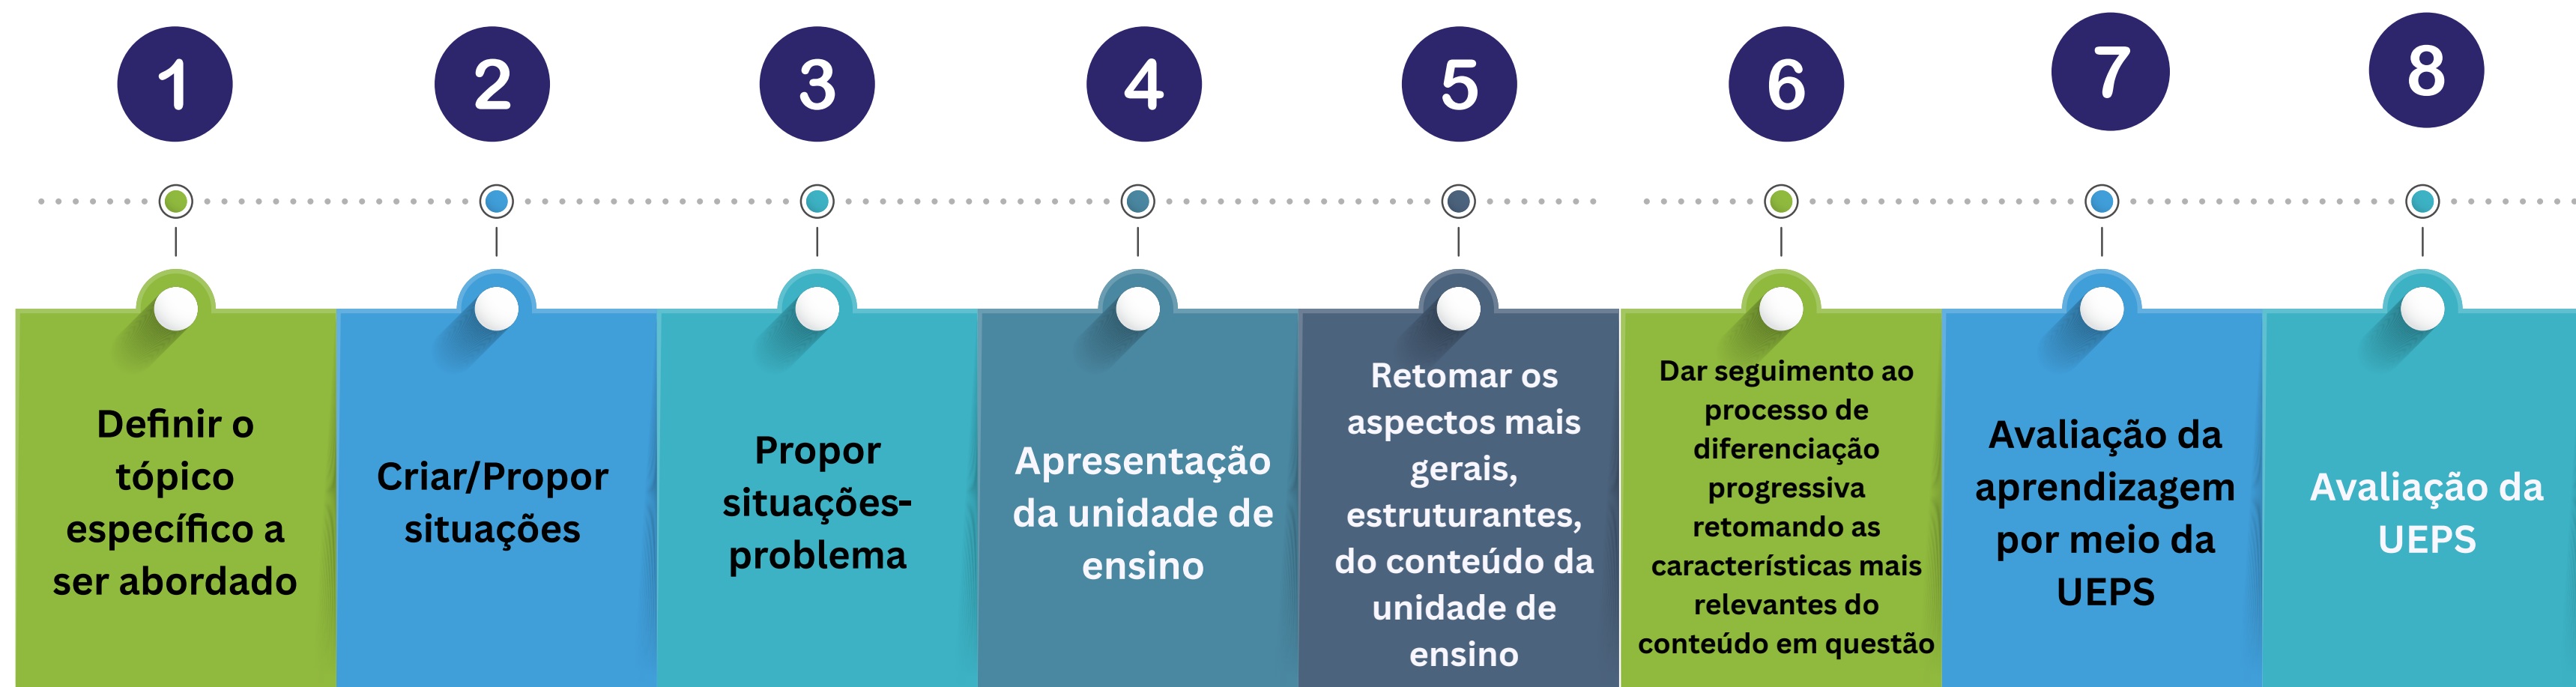 1
2
3
4
5
6
7
8
Definir o
tópico
específico a
ser abordado
Criar/Propor
situações
Propor
situações-
problema
Apresentação
da unidade de
ensino
Retomar os
aspectos mais
gerais,
estruturantes,
do conteúdo da
unidade de
ensino
Dar seguimento ao
processo de
diferenciação
progressiva
retomando as
características mais
relevantes do
conteúdo em questão
Avaliação da
aprendizagem
por meio da
UEPS
Avaliação da
UEPS